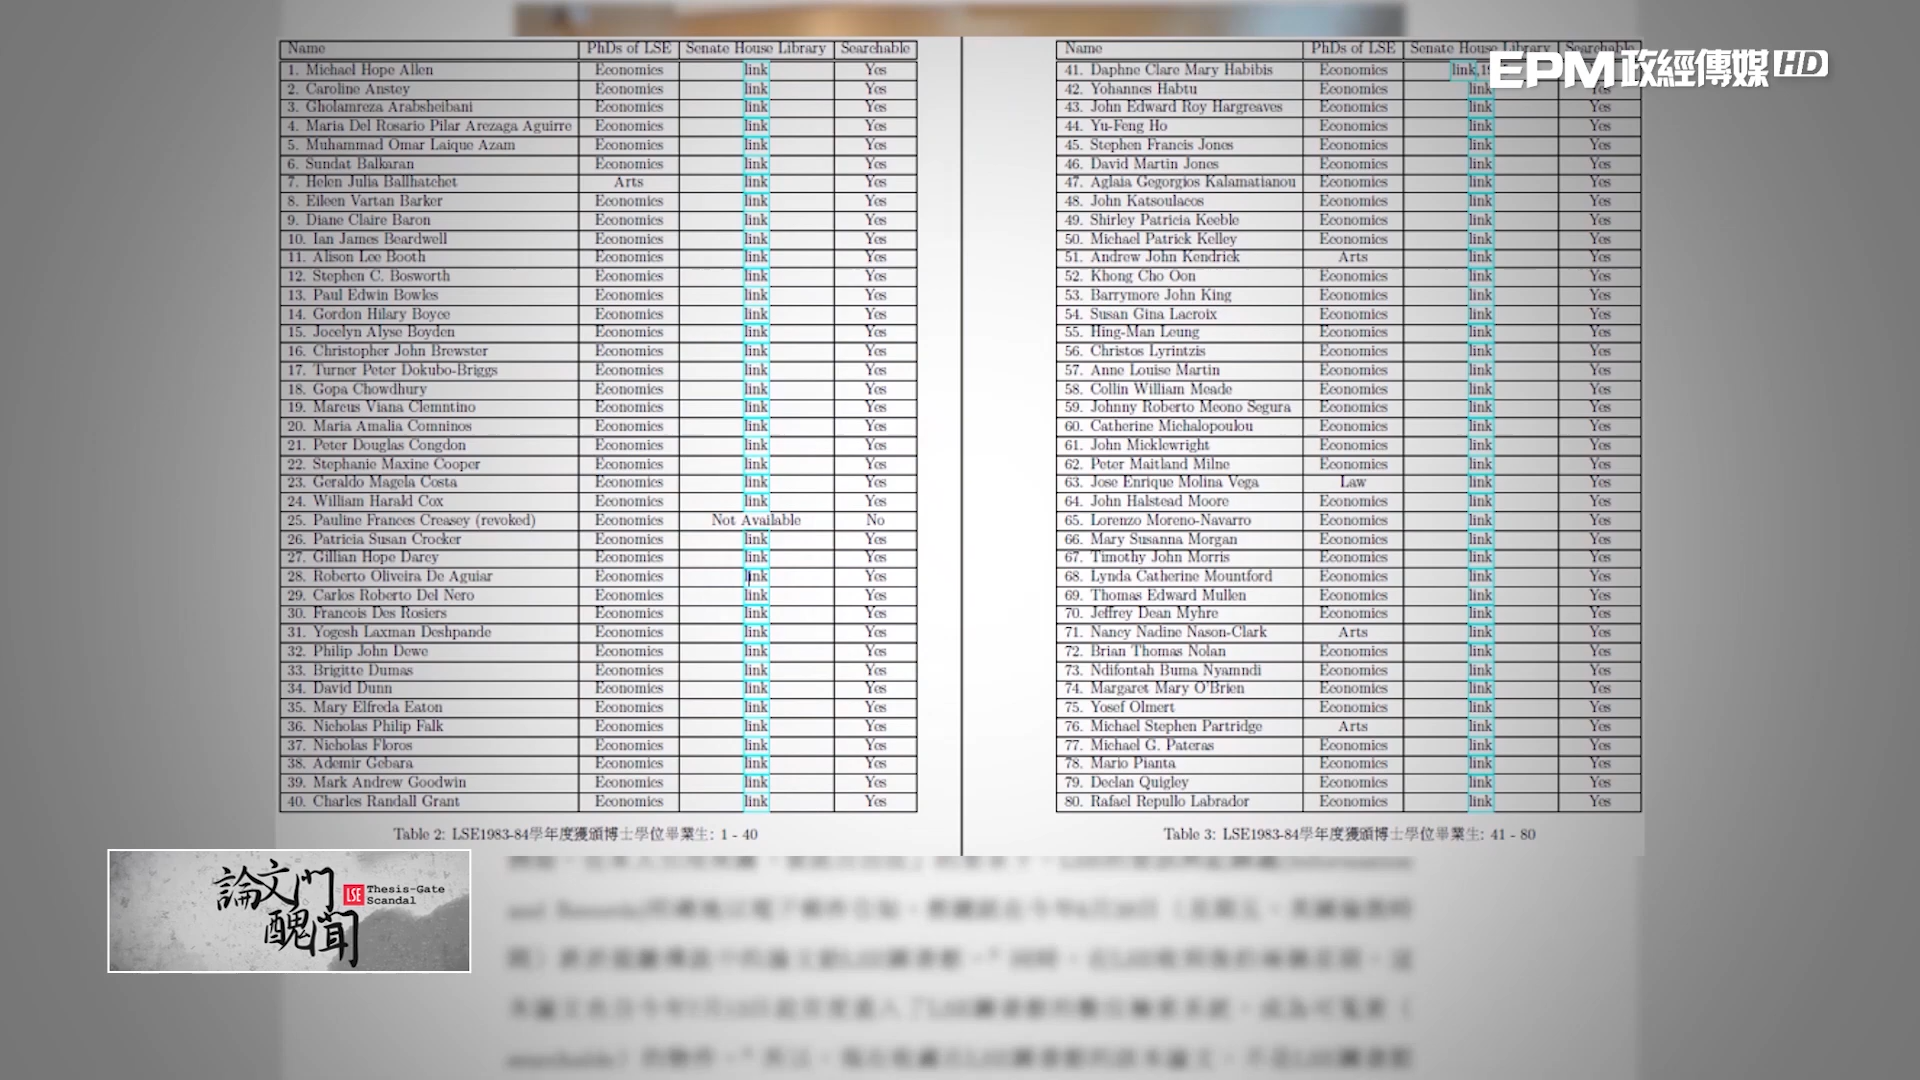 EPM政經傳媒HD
Name PhDs of LSE Senate House Library Searchable
1. Michael Hope Allen Economics link Yes
2. Caroline Anstey Economics link Yes
3. Gholamreza Arabsheibani Economics link Yes
4. Maria Del Rosario Pilar Arezaga Aguirre Economics link Yes
5. Muhammad Omar Laique Azam Economics link Yes
6. Sundat Balkaran Economics link Yes
7. Helen Julia Ballhatchet Arts link Yes
8. Eileen Vartan Barker Economics link Yes
9. Diane Claire Baron Economics link Yes
10. Ian James Beardwell Economics link Yes
11. Alison Lee Booth Economics link Yes
12. Stephen C. Bosworth Economics link Yes
13. Paul Edwin Bowles Economics link Yes
14. Gordon Hilary Boyce Economics link Yes
15. Jocelyn Alyse Boyden Economics link Yes
16. Christopher John Brewster Economics link Yes
17. Turner Peter Dokubo-Briggs Economics link Yes
18. Gopa Chowdhury Economics link Yes
19. Marcus Viana Clemntino Economics link Yes
20. Maria Amalia Comninos Economics link Yes
21. Peter Douglas Congdon Economics link Yes
22. Stephanie Maxine Cooper Economics link Yes
23. Geraldo Magela Costa Economics link Yes
24. William Harald Cox Economics link Yes
25. Pauline Frances Creasey (revoked) Economics Not Available No
26. Patricia Susan Crocker Economics link Yes
27. Gillian Hope Darcy Economics link Yes
28. Roberto Oliveira De Aguiar Economics link Yes
29. Carlos Roberto Del Nero Economics link Yes
30. Francois Des Rosiers Economics link Yes
31. Yogesh Laxman Deshpande Economics link Yes
32. Philip John Dewe Economics link Yes
33. Brigitte Dumas Economics link Yes
34. David Dunn Economics link Yes
35. Mary Elfreda Eaton Economics link Yes
36. Nicholas Philip Falk Economics link Yes
37. Nicholas Floros Economics link Yes
38. Ademir Gebara Economics link Yes
39. Mark Andrew Goodwin Economics link Yes
40. Charles Randall Grant Economics link Yes
Table 2: LSE1983-84學年度獲頒博士學位畢業生: 1 - 40
Name PhDs of LSE Senate House Library Searchable
41. Daphne Clare Mary Habibis Economics link
42. Yohannes Habtu Economics link Yes
43. John Edward Roy Hargreaves Economics link Yes
44. Yu-Feng Ho Economics link Yes
45. Stephen Francis Jones Economics link Yes
46. David Martin Jones Economics link Yes
47. Aglaia Gegorgios Kalamatianou Economics link Yes
48. John Katsoulacos Economics link Yes
49. Shirley Patricia Keeble Economics link Yes
50. Michael Patrick Kelley Economics link Yes
51. Andrew John Kendrick Arts link Yes
52. Khong Cho Oon Economics link Yes
53. Barrymore John King Economics link Yes
54. Susan Gina Lacroix Economics link Yes
55. Hing-Man Leung Economics link Yes
56. Christos Lyrintzis Economics link Yes
57. Anne Louise Martin Economics link Yes
58. Collin William Meade Economics link Yes
59. Johnny Roberto Meono Segura Economics link Yes
60. Catherine Michalopoulou Economics link Yes
61. John Micklewright Economics link Yes
62. Peter Maitland Milne Economics link Yes
63. Jose Enrique Molina Vega Law link Yes
64. John Halstead Moore Economics link Yes
65. Lorenzo Moreno-Navarro Economics link Yes
66. Mary Susanna Morgan Economics link Yes
67. Timothy John Morris Economics link Yes
68. Lynda Catherine Mountford Economics link Yes
69. Thomas Edward Mullen Economics link Yes
70. Jeffrey Dean Myhre Economics link Yes
71. Nancy Nadine Nason-Clark Arts link Yes
72. Brian Thomas Nolan Economics link Yes
73. Ndifontah Buma Nyamndi Economics link Yes
74. Margaret Mary O'Brien Economics link Yes
75. Yosef Olmert Economics link Yes
76. Michael Stephen Partridge Arts link Yes
77. Michael G. Pateras Economics link Yes
78. Mario Pianta Economics link Yes
79. Declan Quigley Economics link Yes
80. Rafael Repullo Labrador Economics link Yes
Table 3: LSE1983-84學年度獲頒博士學位畢業生: 41 - 80
論文門
醜聞
LSE Thesis-Gate
Scandal